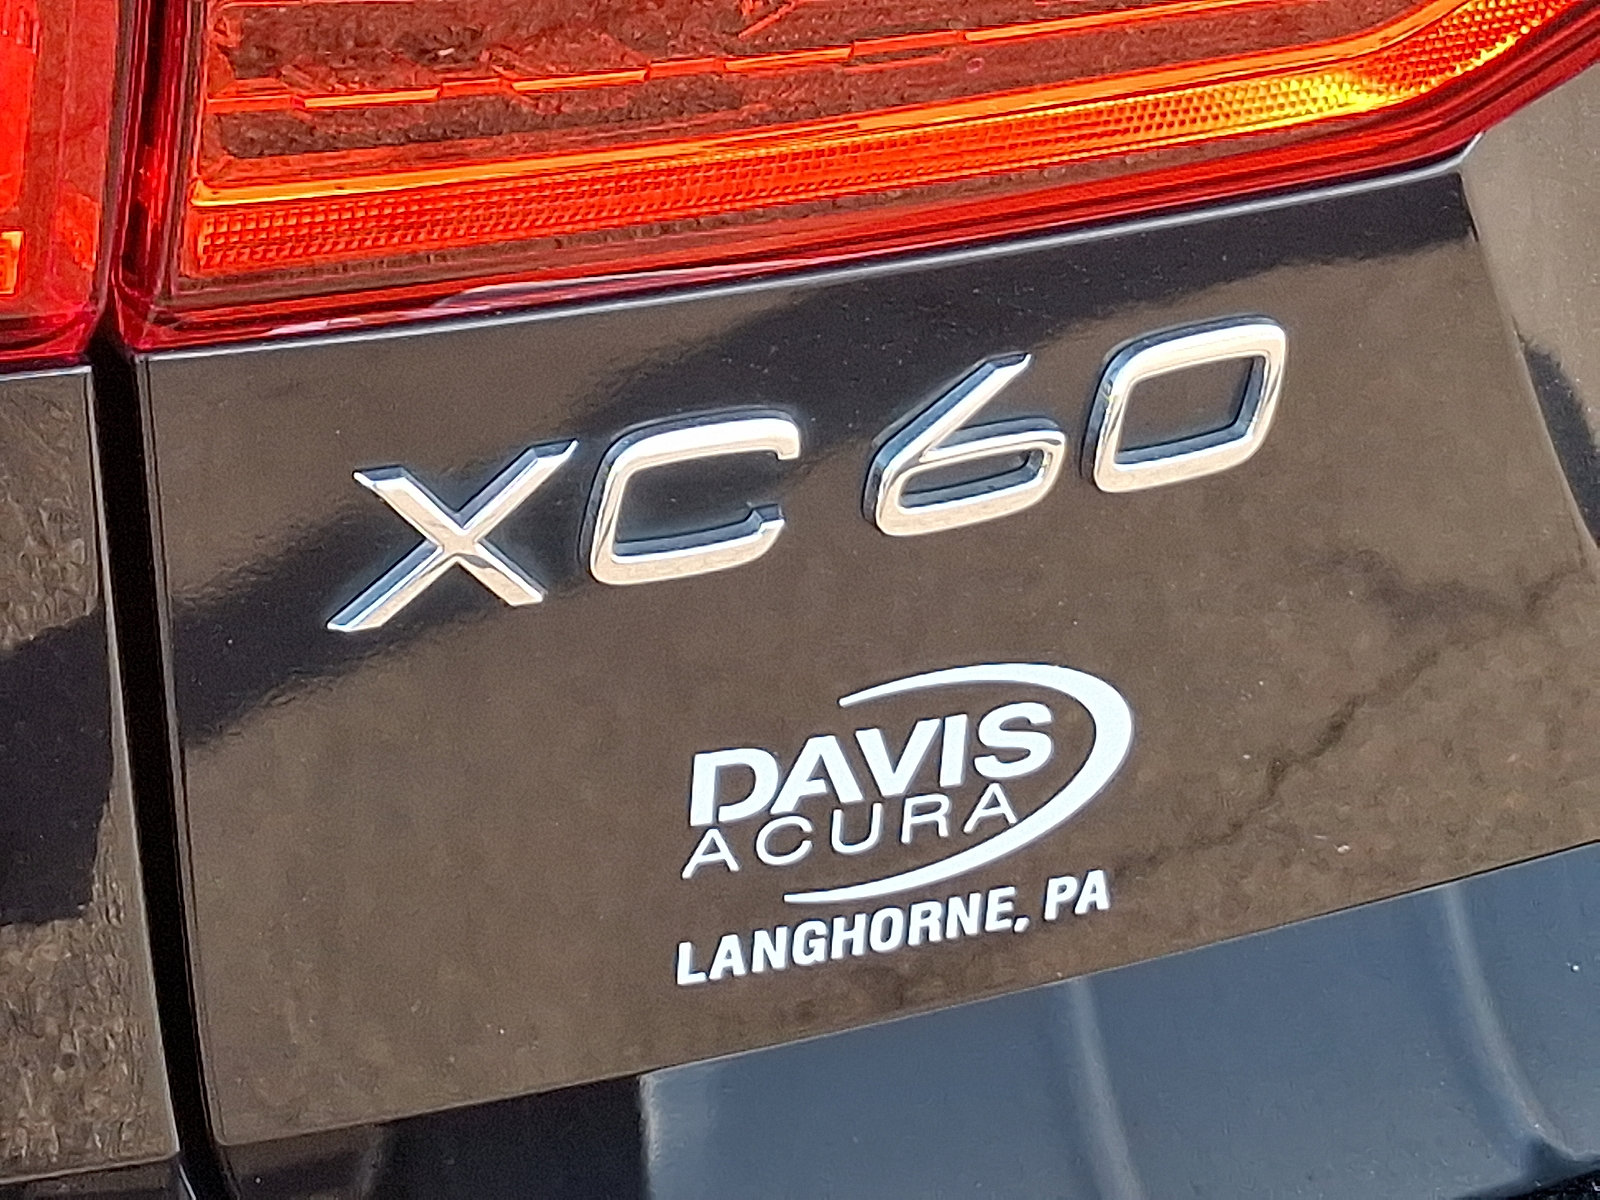 XC60
DAVIS
ACURA
LANGHORNE, PA